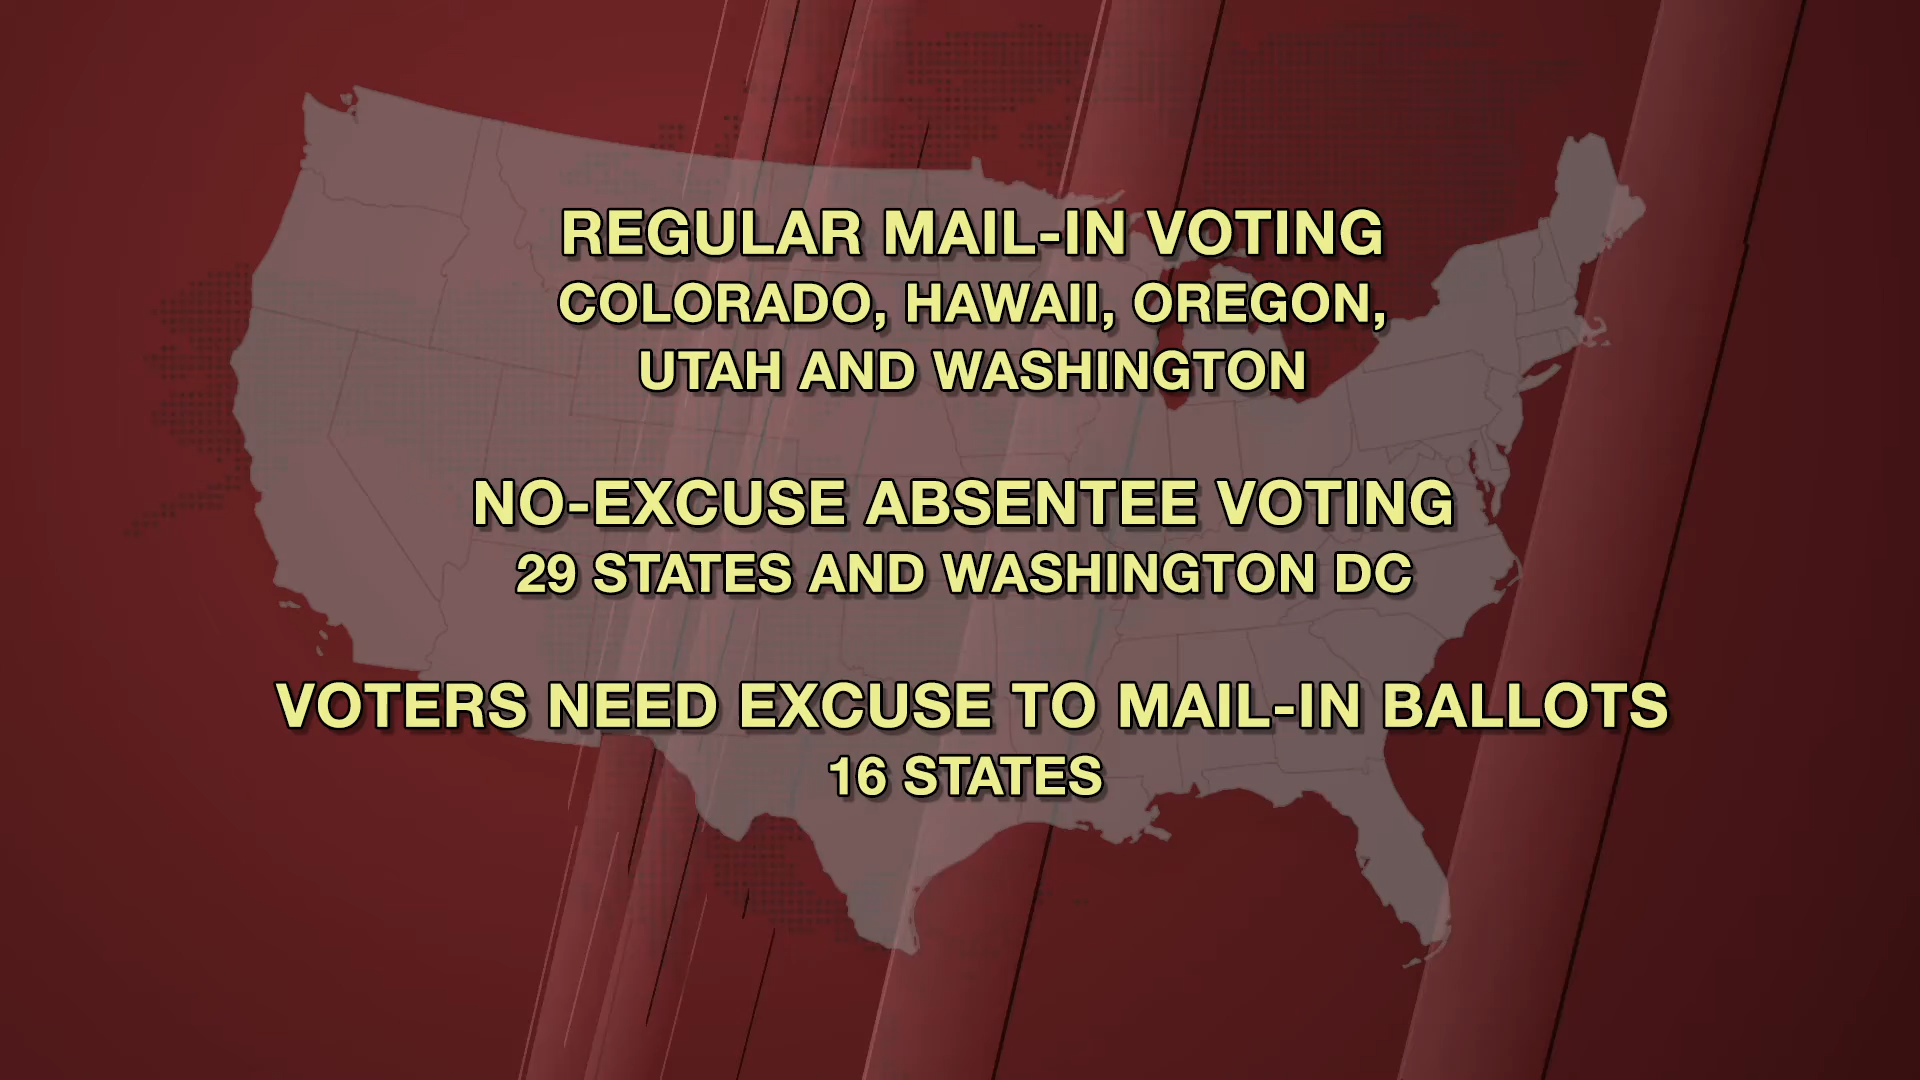 REGULAR MAIL-IN VOTING
COLORADO, HAWAII, OREGON,
UTAH AND WASHINGTON
NO-EXCUSE ABSENTEE VOTING
29 STATES AND WASHINGTON DC
VOTERS NEED EXCUSE TO MAIL-IN BALLOTS
16 STATES